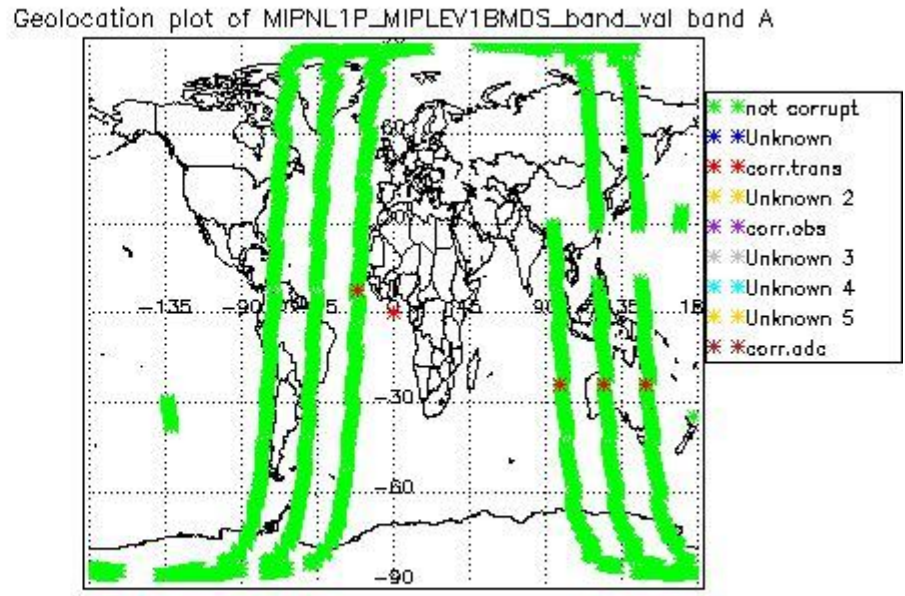 Geolocation plot of MIPNL1P_MIPLEV1BMDS_band_val band A
not corrupt
Unknown
corr.trans
Unknown 2
corr.obs
Unknown 3
Unknown 4
Unknown 5
corr.adc
-135
-90
45
90
135
-30
-60
-90